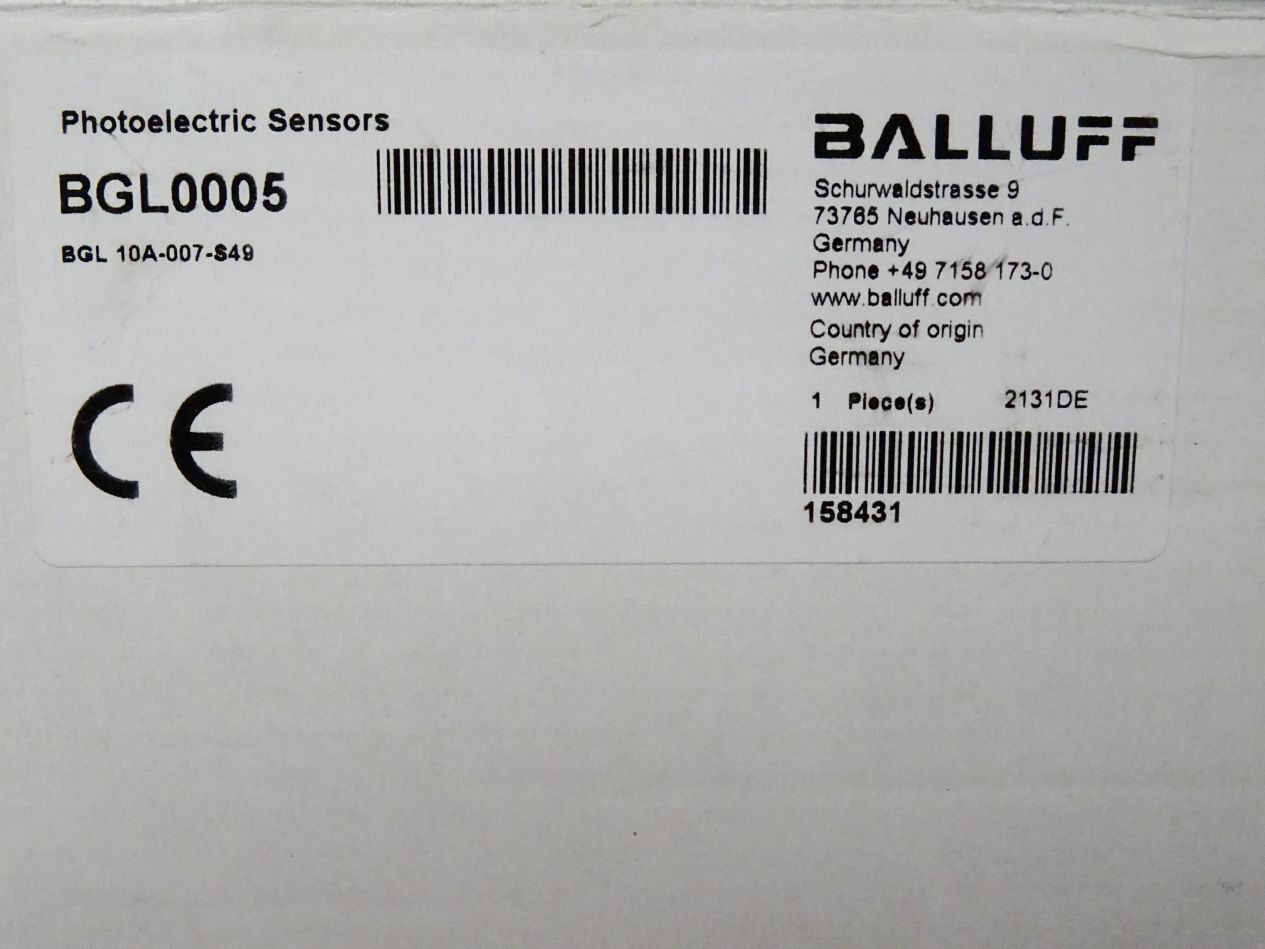 Photoelectric Sensors
BGL0005
BGL 10A-007-S49
CE
BALLUFF
Schurwaldstrasse 9
73765 Neuhausen a.d.F.
Germany
Phone +49 7158 173-0
www.balluff.com
Country of origin
Germany
1 Piece(s) 2131DE
158431